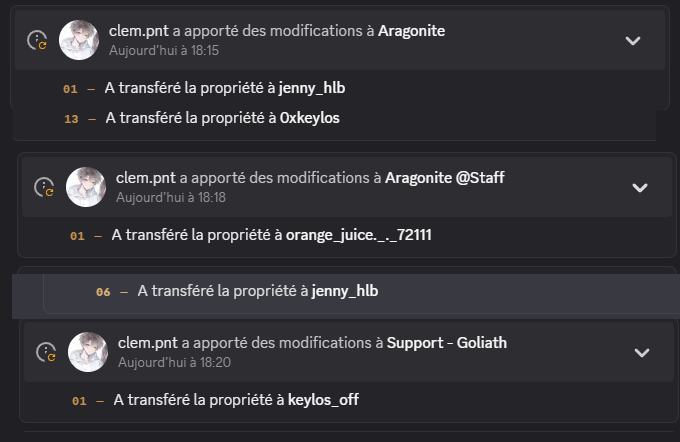 clem.pnt a apporté des modifications à Aragonite
Aujourd'hui à 18:15
01 — A transféré la propriété à jenny_hlb
13 — A transféré la propriété à 0xkeylos
clem.pnt a apporté des modifications à Aragonite @Staff
Aujourd'hui à 18:18
01 — A transféré la propriété à orange_juice._._72111
06 — A transféré la propriété à jenny_hlb
clem.pnt a apporté des modifications à Support - Goliath
Aujourd'hui à 18:20
01 — A transféré la propriété à keylos_off